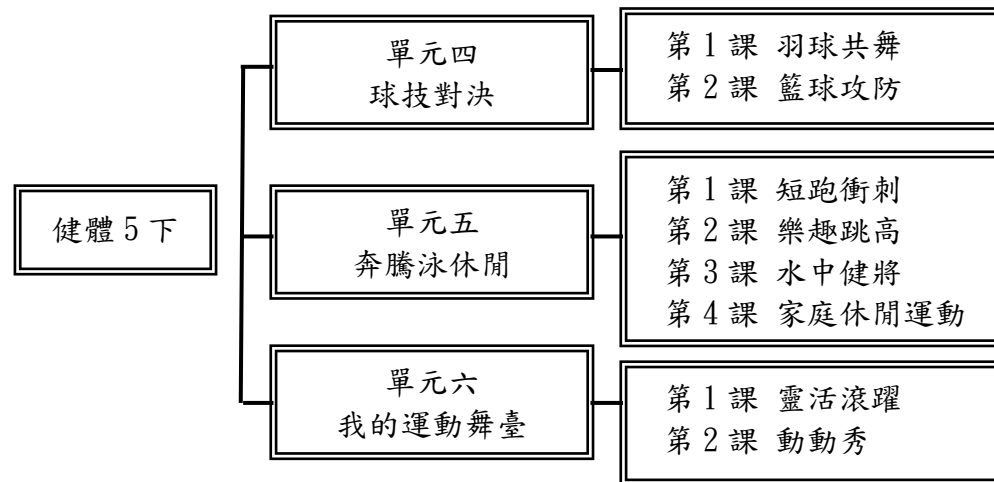 健體5下
單元四
球技對決
第1課 羽球共舞
第2課 籃球攻防
單元五
奔騰泳休閒
第1課 短跑衝刺
第2課 樂趣跳高
第3課 水中健將
第4課 家庭休閒運動
單元六
我的運動舞臺
第1課 靈活滾躍
第2課 動動秀